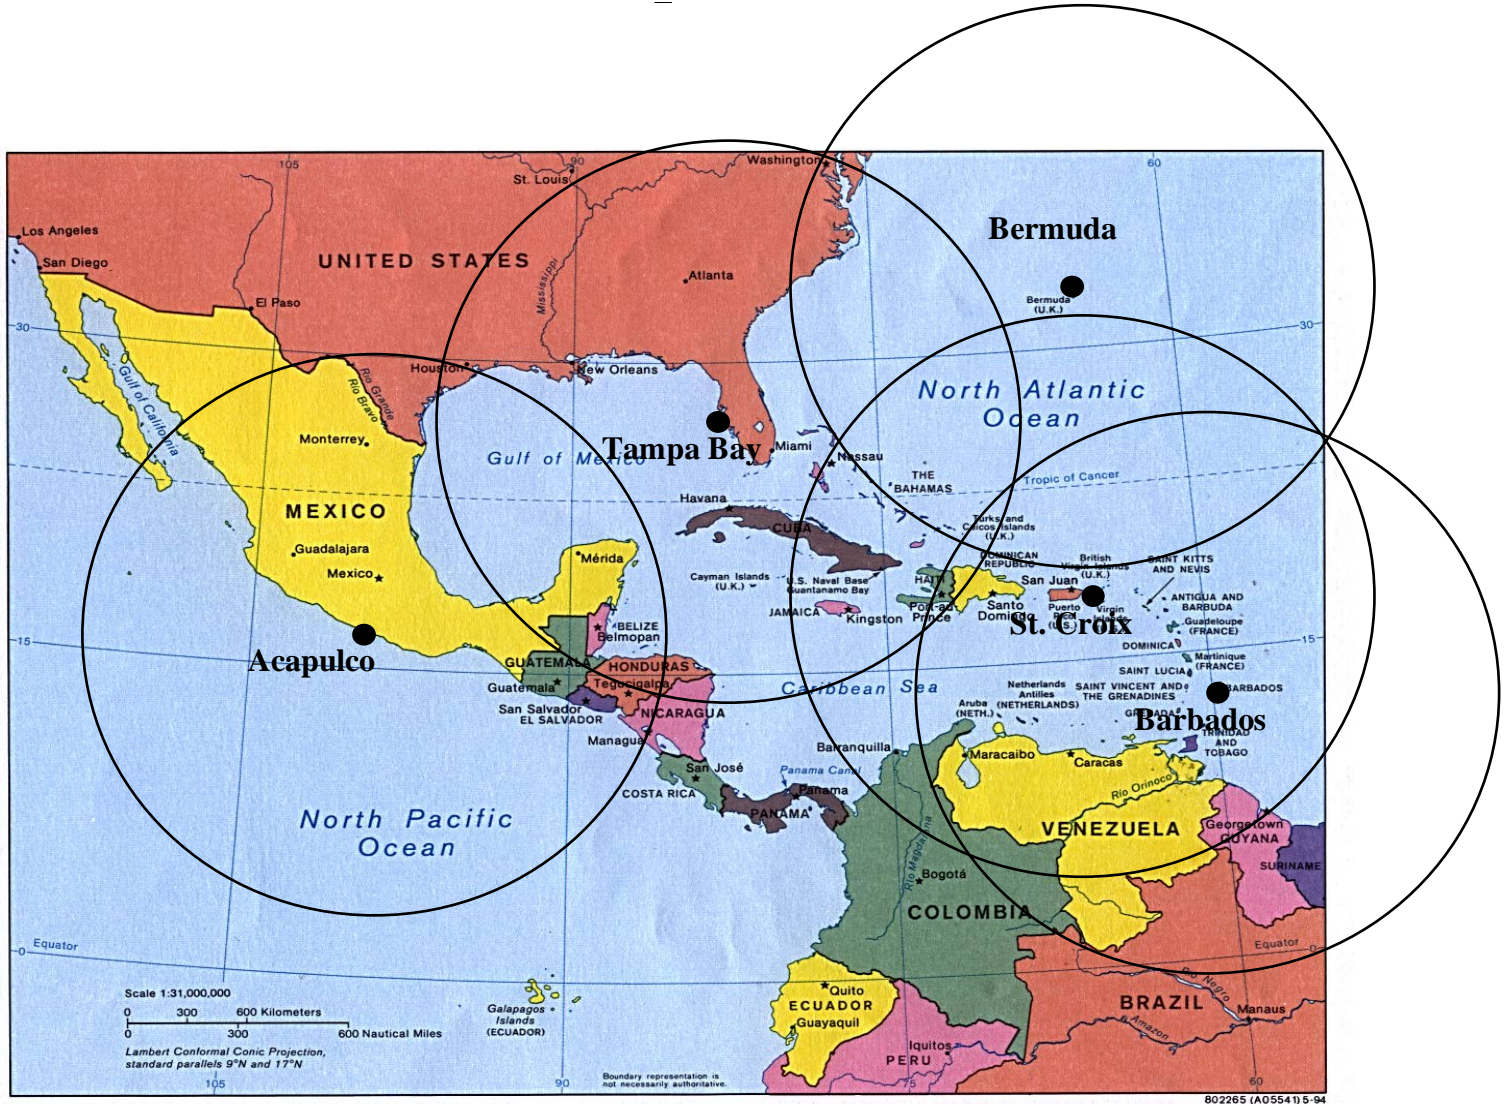 105
90
60
Washington
St. Louis
Los Angeles
San Diego
UNITED STATES
Mississippi
Atlanta
El Paso
Bermuda
Bermuda
(U.K.)
30
30
Houston
New Orleans
Rio Grande
Rio Bravo
Gulf of California
North Atlantic
Ocean
Monterrey
Gulf of Mexico
Tampa Bay
Miami
Nassau
THE
BAHAMAS
Tropic of Cancer
Havana
MEXICO
CUBA
Turks and
Caicos Islands
(U.K.)
Guadalajara
Mexico
Mérida
Cayman Islands
(U.K.)
U.S. Naval Base
Guantanamo Bay
HAITI
DOMINICAN
REPUBLIC
San Juan
British
Virgin Islands
(U.K.)
SAINT KITTS
AND NEVIS
ANTIGUA AND
BARBUDA
JAMAICA
Kingston
Port-au-
Prince
Santo
Domingo
Puerto
Rico
(U.S.)
Virgin
St. Croix
Guadeloupe
(FRANCE)
DOMINICA
15
15
BELIZE
Belmopan
Acapulco
GUATEMALA
HONDURAS
Guatemala
Tegucigalpa
Martinique
(FRANCE)
SAINT LUCIA
Caribbean Sea
Netherlands
Antilles
(NETHERLANDS)
SAINT VINCENT AND
THE GRENADINES
BARBADOS
San Salvador
EL SALVADOR
NICARAGUA
Aruba
(NETH.)
GRENADA
Barbados
Managua
TRINIDAD
AND
TOBAGO
Barranquilla
Maracaibo
Caracas
San José
COSTA RICA
Panama Canal
Panama
PANAMA
Río Orinoco
North Pacific
Ocean
Río Magdalena
VENEZUELA
Georgetown
GUYANA
SURINAME
Bogotá
COLOMBIA
Equator
0
Equator
0
Scale 1:31,000,000
0 300 600 Kilometers
0 300 600 Nautical Miles
Lambert Conformal Conic Projection,
standard parallels 9°N and 17°N
Galapagos
Islands
(ECUADOR)
Quito
ECUADOR
Guayaquil
Rio Negro
BRAZIL
Manaus
Amazon
Iquitos
PERU
Boundary representation is
not necessarily authoritative.
105
90
75
60
802265 (A05541) 5-94